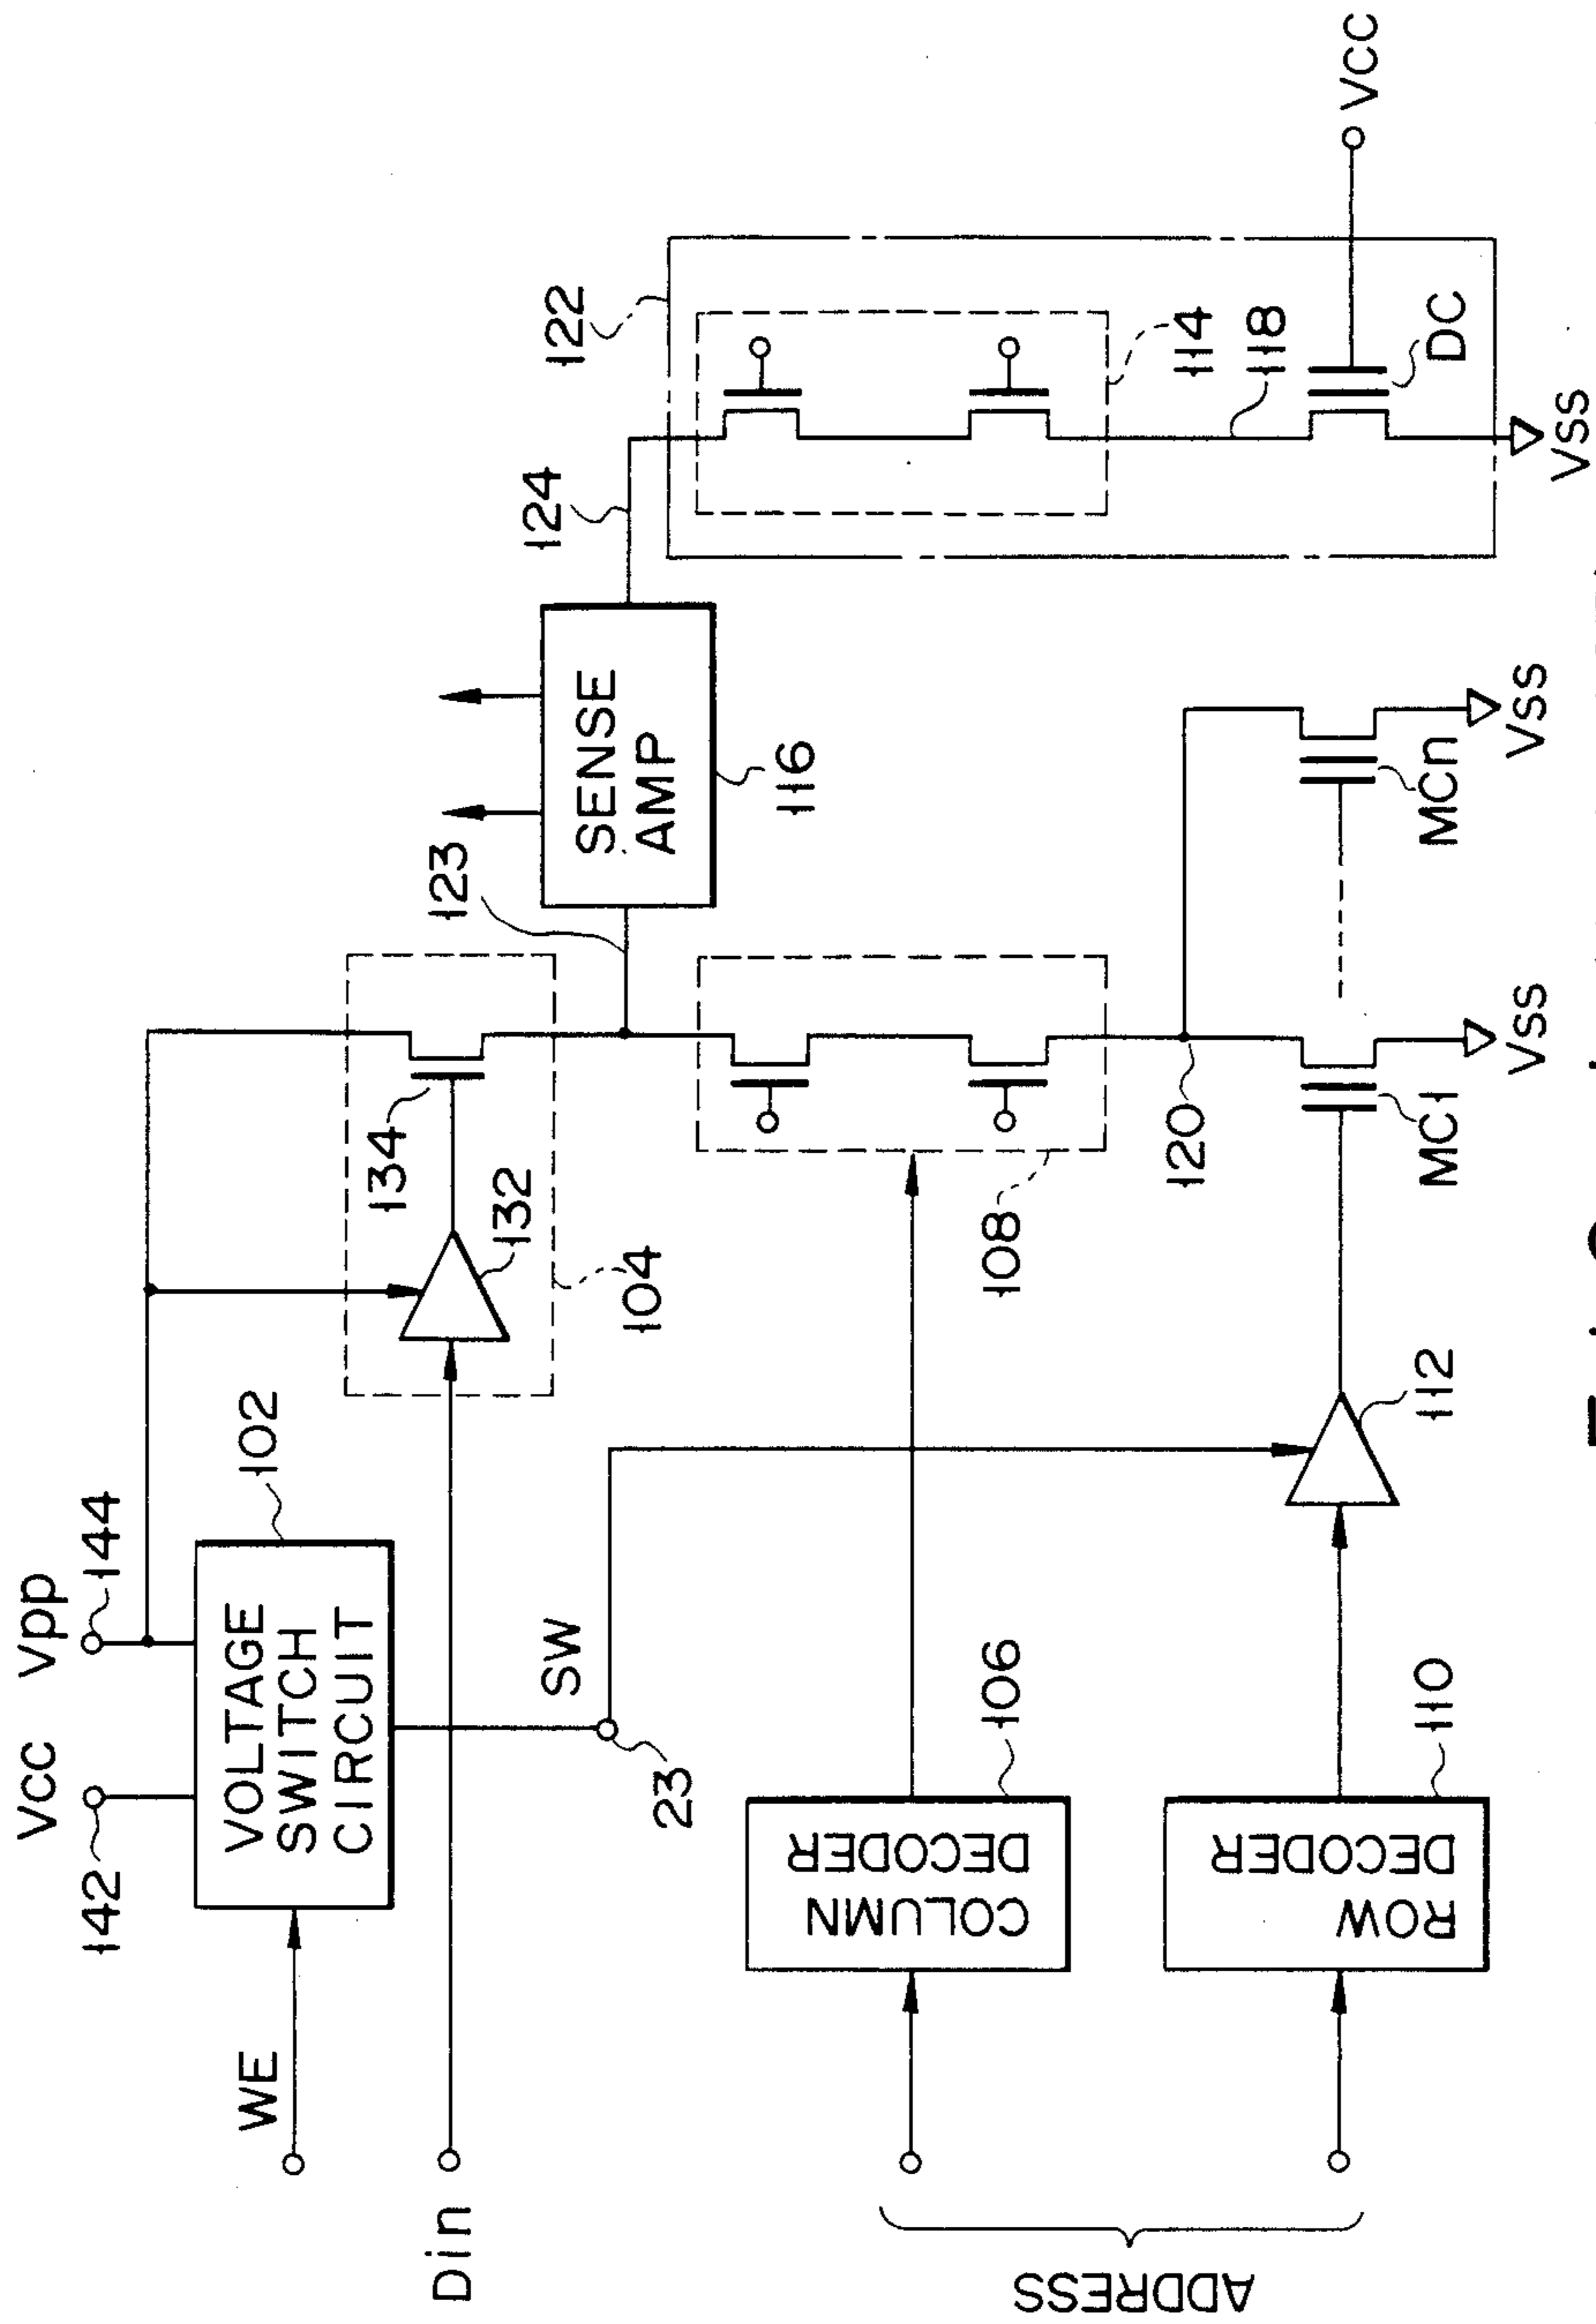 Vcc
Vpp
142
144
WE
VOLTAGE
SWITCH
CIRCUIT
102
Din
134
132
104
SW
23
123
124
122
SENSE
AMP
116
ADDRESS
COLUMN
DECODER
106
108
114
118
120
ROW
DECODER
110
112
MC1
MCn
DC
Vcc
Vss
Vss
Vss